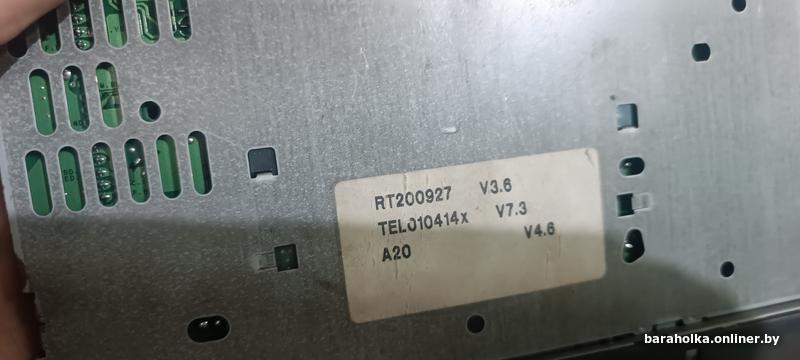 RT200927 V3.6
TEL010414x V7.3
A20 V4.6
baraholka.onliner.by